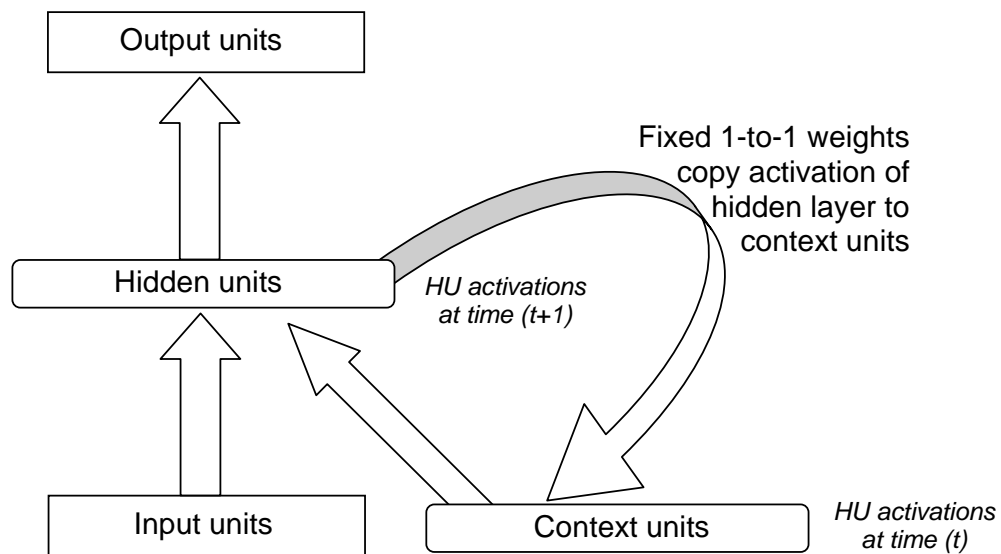 Output units
Fixed 1-to-1 weights
copy activation of
hidden layer to
context units
Hidden units
HU activations
at time (t+1)
Input units
Context units
HU activations
at time (t)